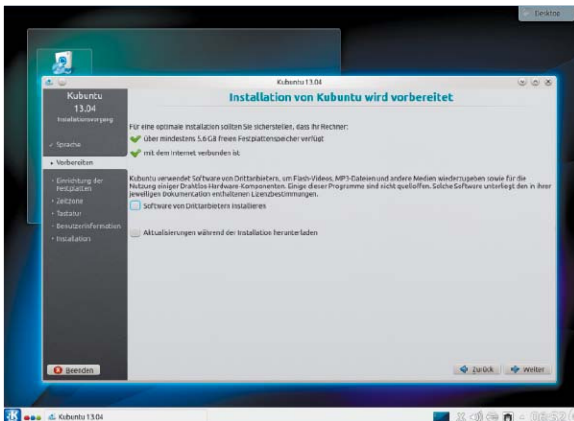 Desktop
Kubuntu 13.04
Kubuntu
13.04
Installationsvorgang
Installation von Kubuntu wird vorbereitet
Für eine optimale Installation sollten Sie sicherstellen, dass Ihr Rechner:
über mindestens 5.6 GB freien Festplattenspeicher verfügt
mit dem Internet verbunden ist
Kubuntu verwendet Software von Drittanbietern, um Flash-Videos, MP3-Dateien und andere Medien wiederzugeben sowie für die
Nutzung einiger Drahtlos-Hardware-Komponenten. Einige dieser Programme sind nicht quelloffen. Solche Software unterliegt den in ihrer
jeweiligen Dokumentation enthaltenen Lizenzbestimmungen.
Software von Drittanbietern installieren
Aktualisierungen während der Installation herunterladen
Sprache
Vorbereiten
Einrichtung der
Festplatten
Zeitzone
Tastatur
Benutzerinformation
Installation
Beenden
Zurück
Weiter
Kubuntu 13.04